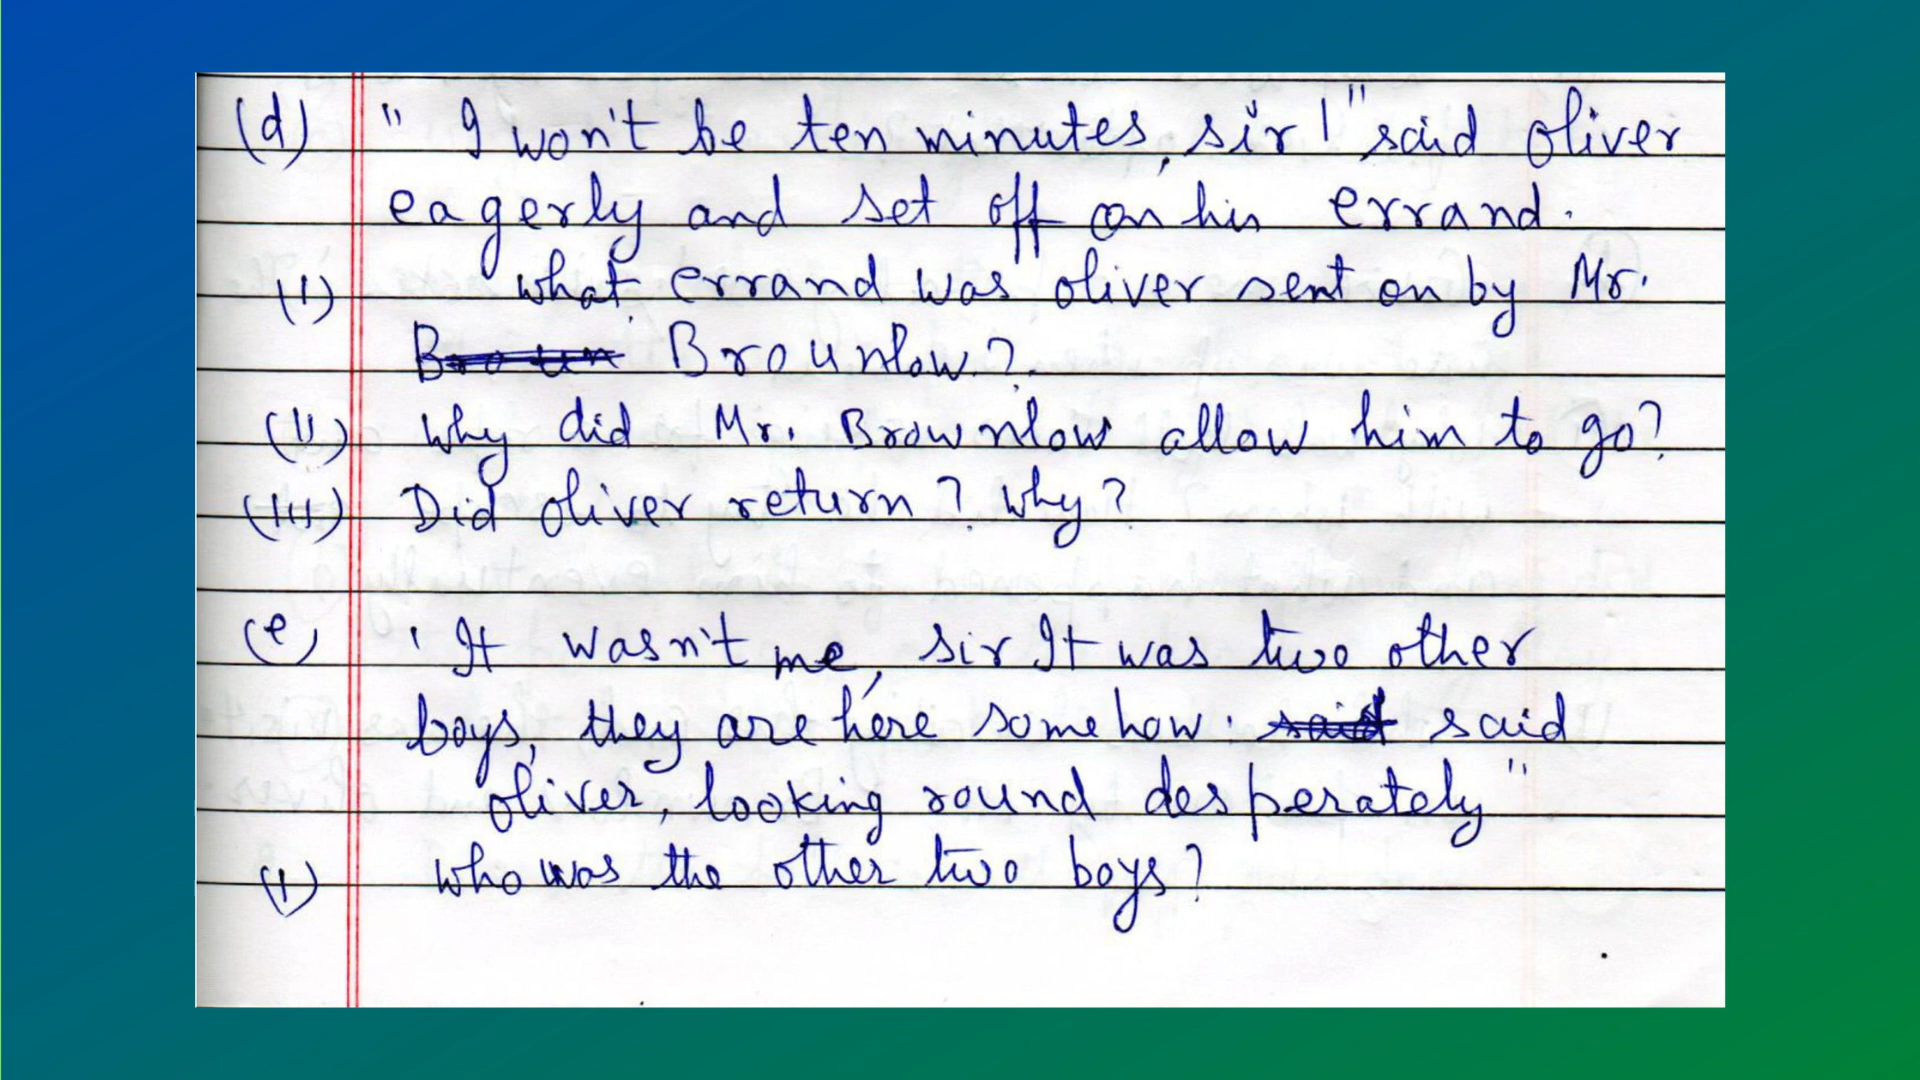 (d) " I won't be ten minutes, sir!" said oliver
eagerly and set off on his errand.
(i) what errand was oliver sent on by Mr.
Brounlow?
(ii) why did Mr. Brownlow allow him to go?
(iii) Did oliver return? why?
(e) ' It wasn't me, sir It was two other
boys, they are here somehow. said
oliver, looking round desperately"
(i) who was the other two boys?